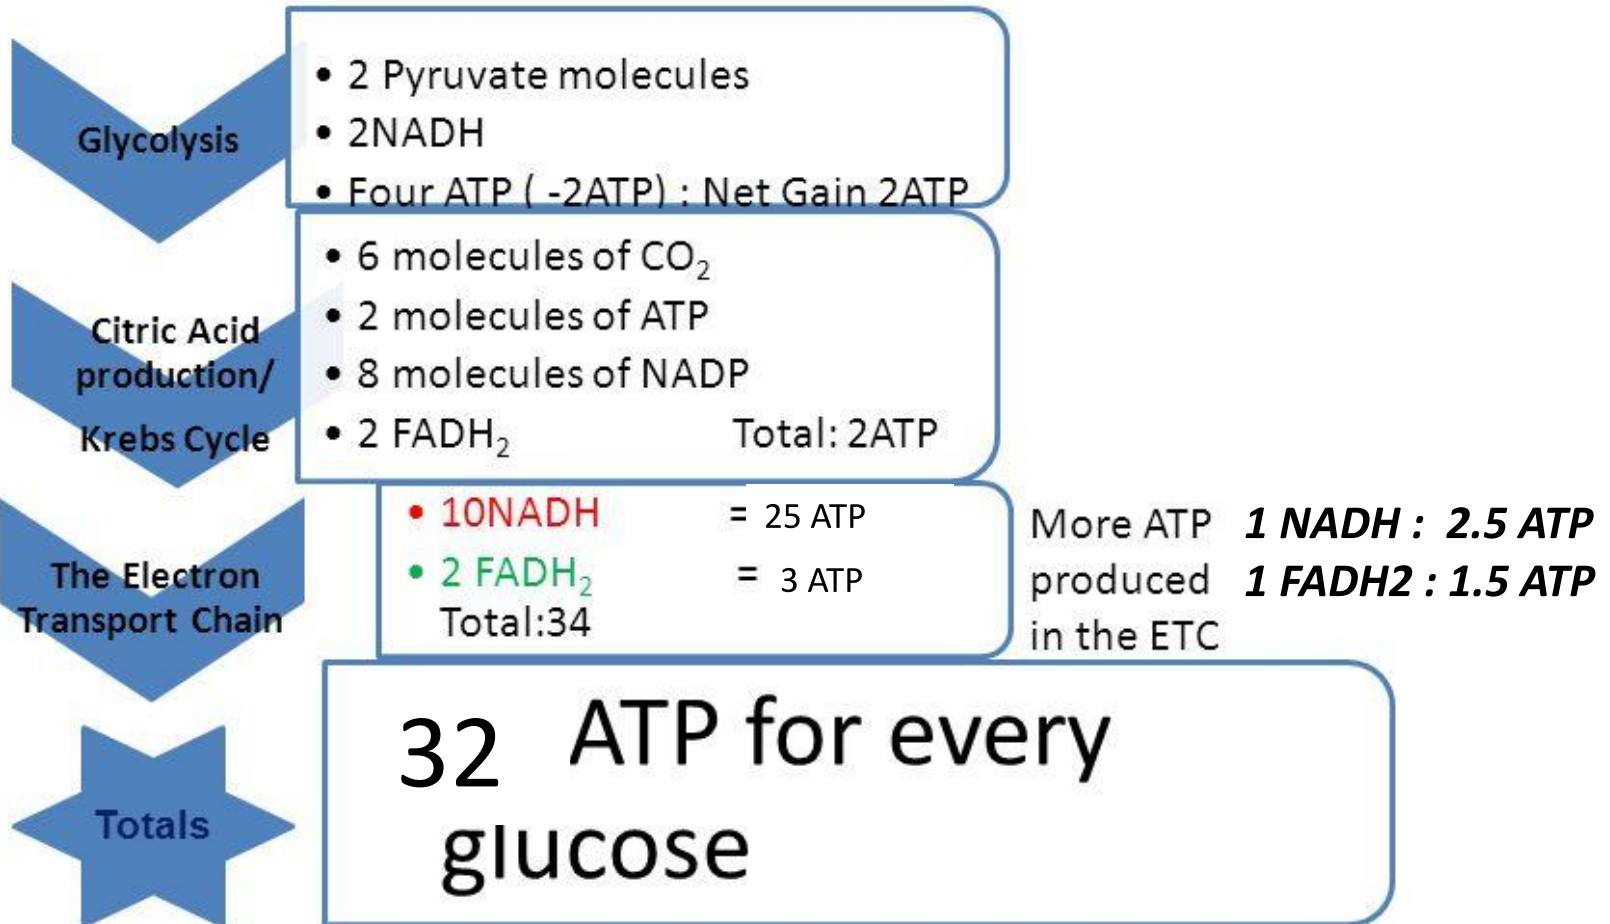 Glycolysis
• 2 Pyruvate molecules
• 2NADH
• Four ATP ( -2ATP) : Net Gain 2ATP
Citric Acid
production/
Krebs Cycle
• 6 molecules of CO₂
• 2 molecules of ATP
• 8 molecules of NADP
• 2 FADH₂ Total: 2ATP
The Electron
Transport Chain
• 10NADH = 25 ATP
• 2 FADH₂ = 3 ATP
Total:34
More ATP
produced
in the ETC
1 NADH : 2.5 ATP
1 FADH2 : 1.5 ATP
Totals
32 ATP for every
glucose